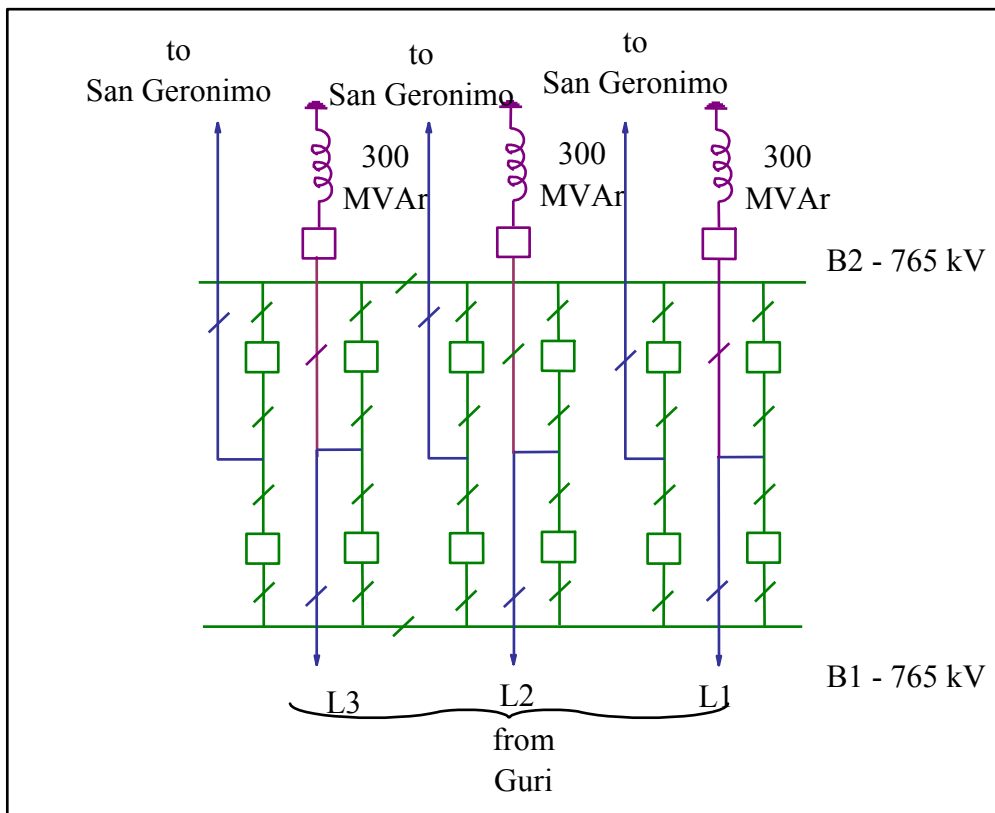 to
San Geronimo
to
San Geronimo
to
San Geronimo
300
MVAr
300
MVAr
300
MVAr
B2 - 765 kV
B1 - 765 kV
L3
L2
L1
from
Guri